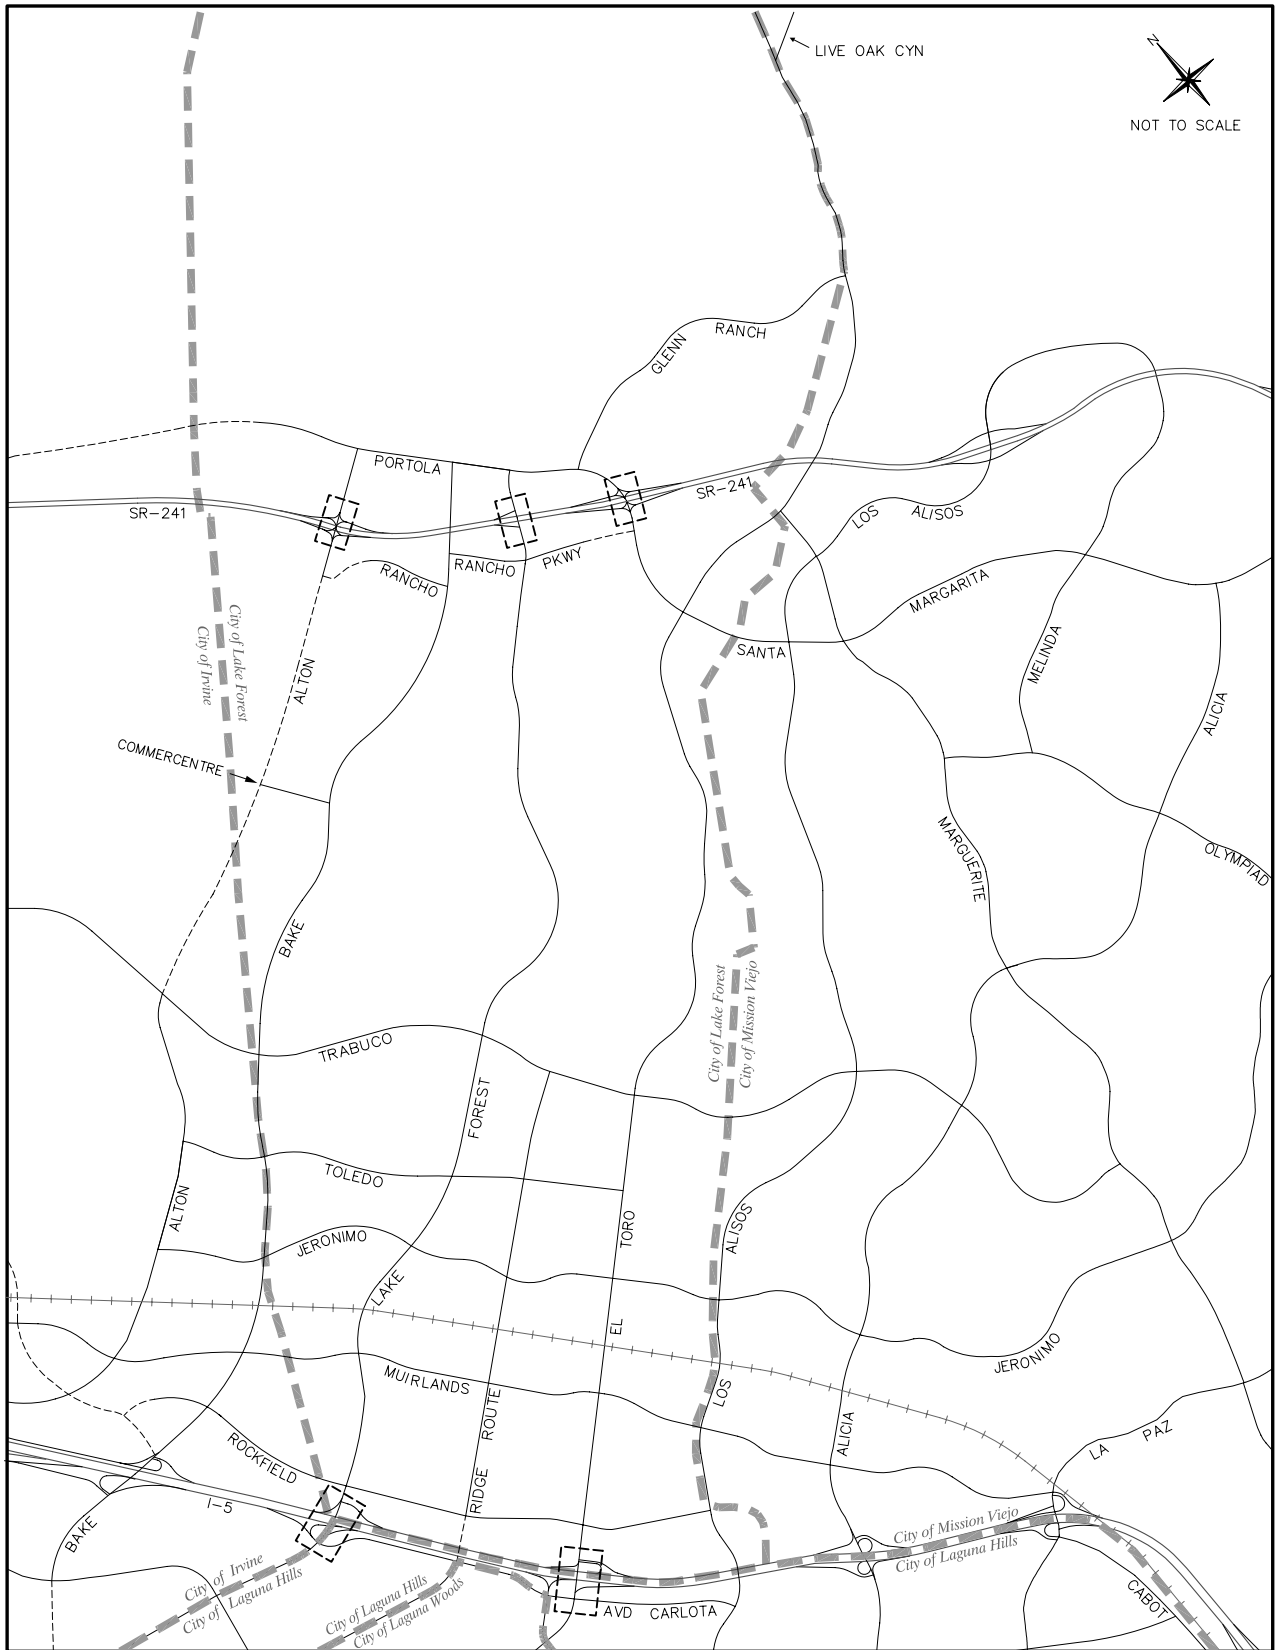 LIVE OAK CYN
N
NOT TO SCALE
RANCH
GLENN
PORTOLA
SR-241
SR-241
LOS
ALISOS
RANCHO
RANCHO
PKWY
MARGARITA
SANTA
MELINDA
ALICIA
City of Lake Forest
City of Irvine
ALTON
COMMERCENTRE
MARGUERITE
OLYMPIAD
BAKE
City of Lake Forest
City of Mission Viejo
TRABUCO
FOREST
TOLEDO
ALTON
JERONIMO
TORO
ALISOS
LAKE
EL
JERONIMO
MUIRLANDS
LOS
ROUTE
ALICIA
LA
PAZ
ROCKFIELD
RIDGE
I-5
BAKE
City of Mission Viejo
City of Laguna Hills
City of Irvine
City of Laguna Hills
City of Laguna Hills
City of Laguna Woods
AVD CARLOTA
CABOT